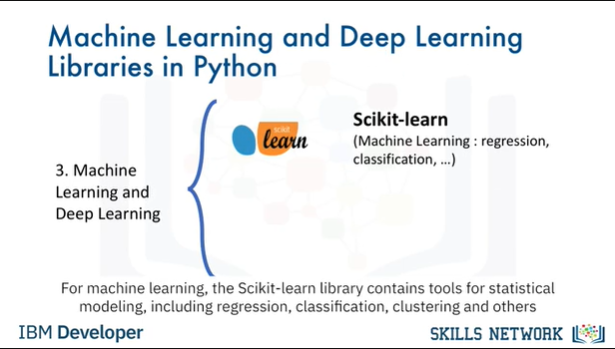 Machine Learning and Deep Learning
Libraries in Python
scikit
learn
Scikit-learn
(Machine Learning : regression,
classification, ...)
3. Machine
Learning and
Deep Learning
For machine learning, the Scikit-learn library contains tools for statistical
modeling, including regression, classification, clustering and others
IBM Developer
SKILLS NETWORK